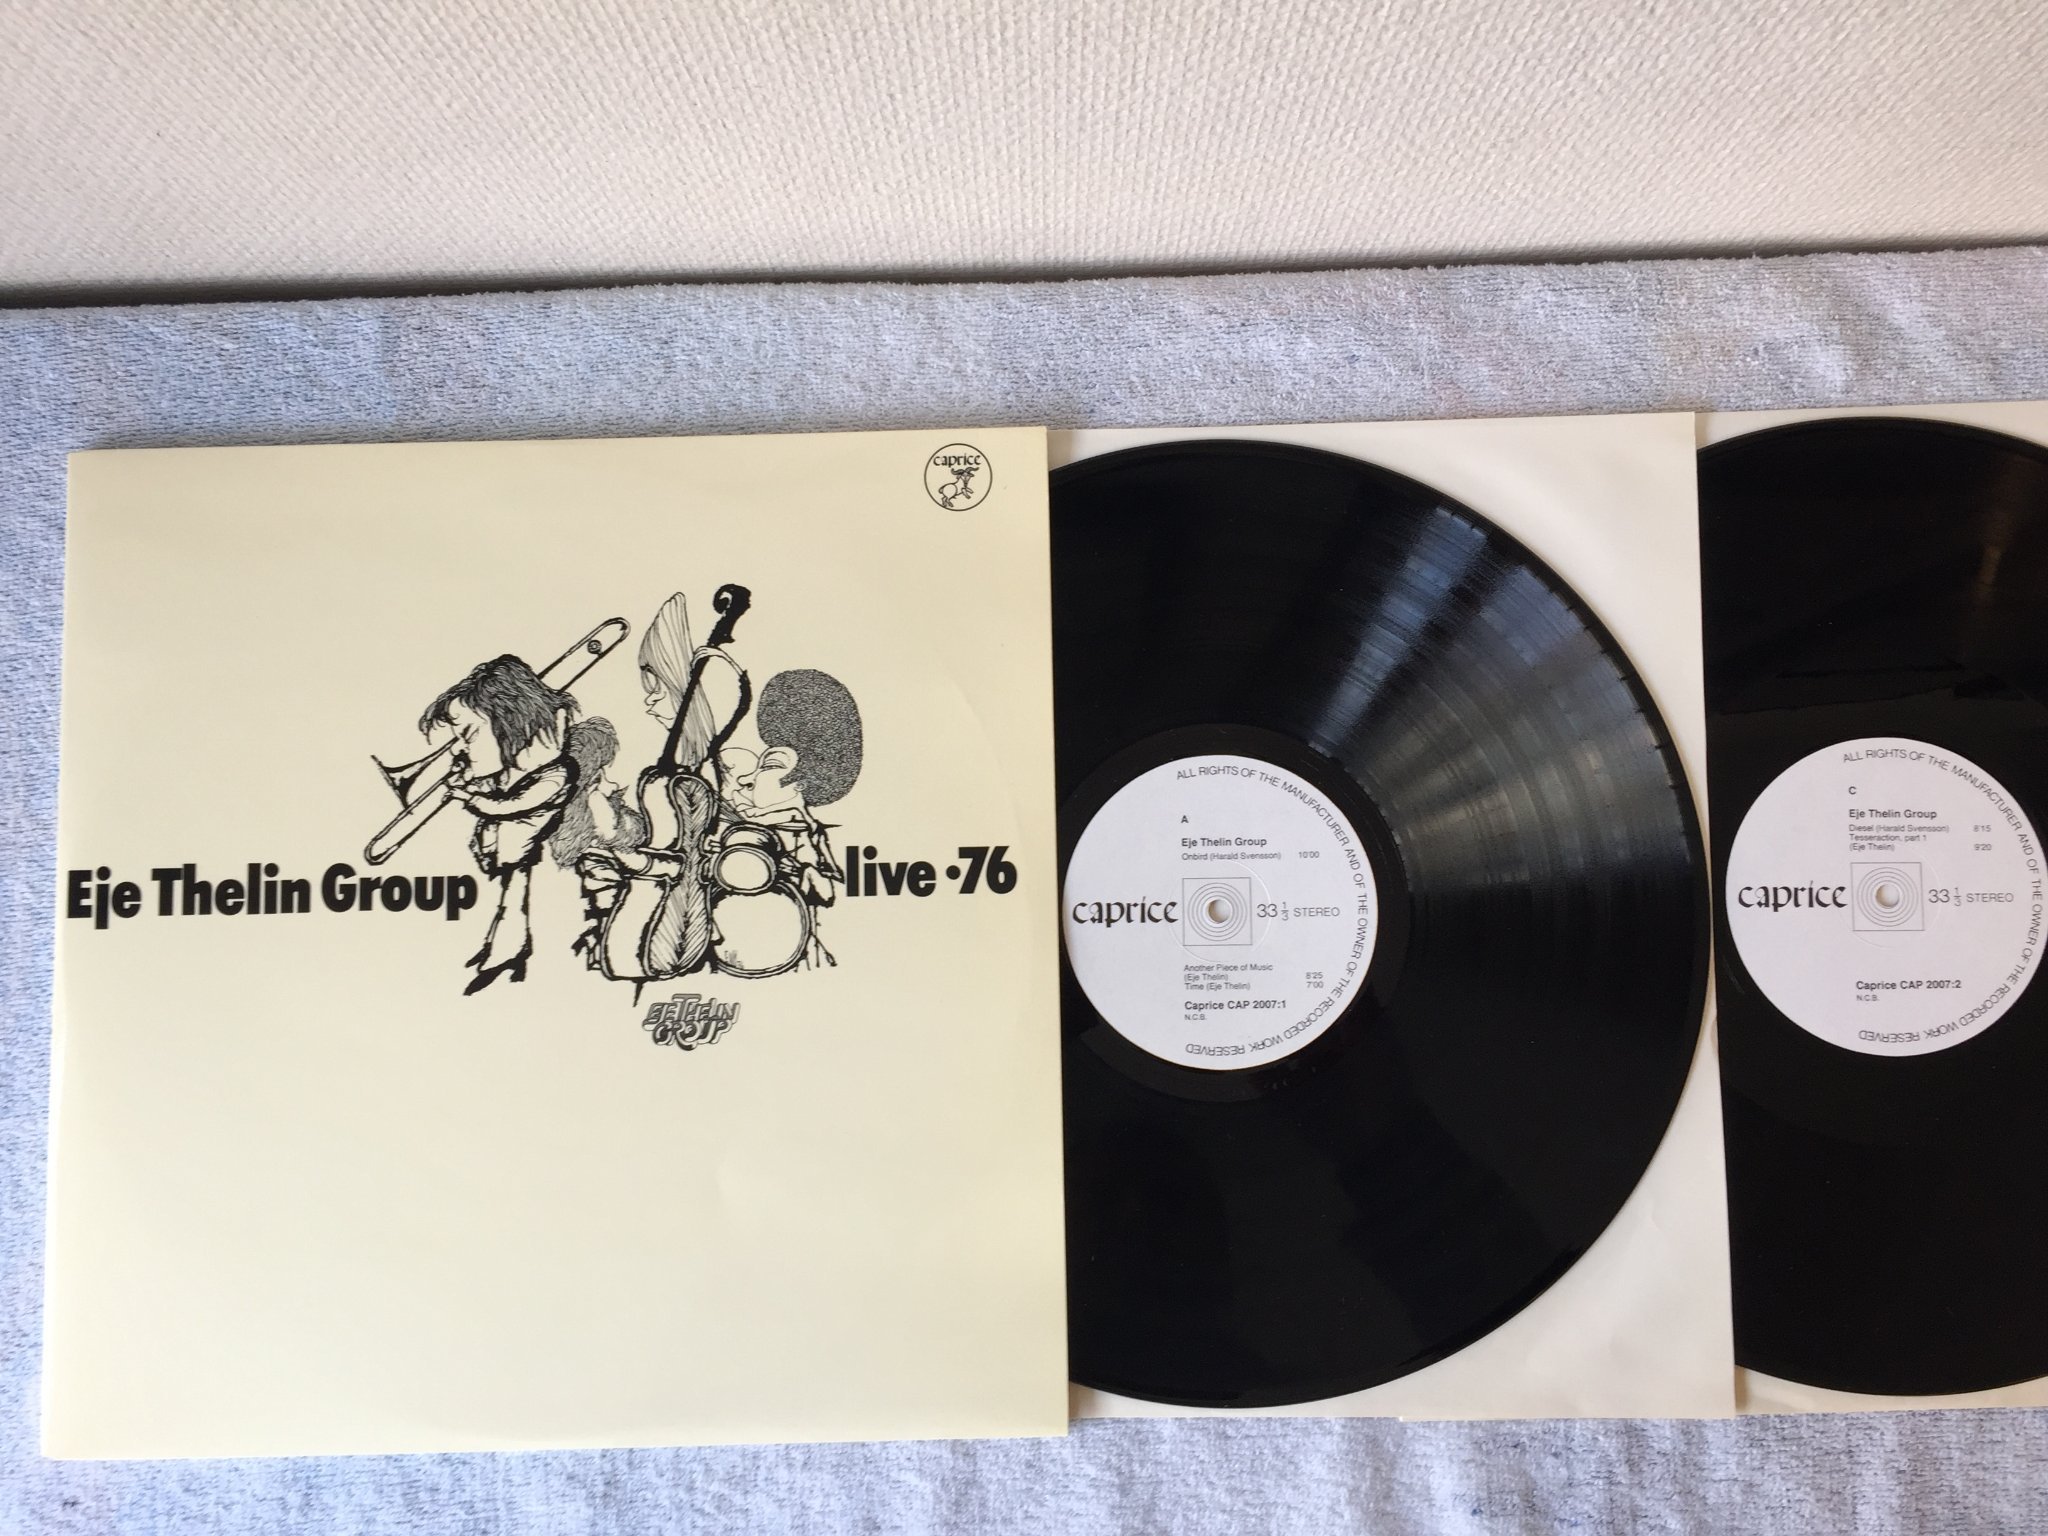 caprice
Eje Thelin Group
live •76
EJE THELIN
GROUP
ALL RIGHTS OF THE MANUFACTURER AND OF THE OWNER OF THE RECORDED WORK RESERVED
A
Eje Thelin Group
Onbird (Harald Svensson) 10'00
caprice
33 1/3 STEREO
Another Piece of Music
(Eje Thelin) 8'25
Time (Eje Thelin) 7'00
Caprice CAP 2007:1
N.C.B.
ALL RIGHTS OF THE MANUFACTURER AND OF THE OWNER OF THE RECORDED WORK RESERVED
C
Eje Thelin Group
Diesel (Harald Svensson) 8'15
Tesseraction, part 1
(Eje Thelin) 9'20
caprice
33 1/3 STEREO
Caprice CAP 2007:2
N.C.B.